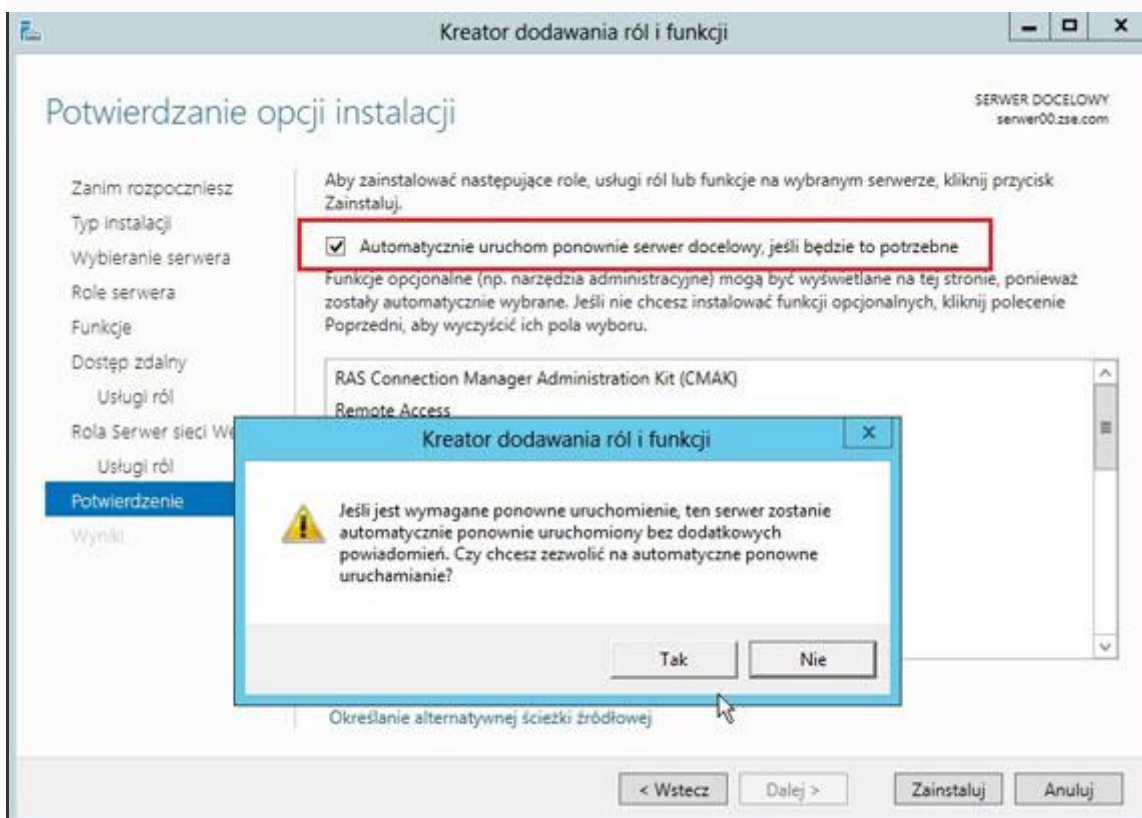 Kreator dodawania ról i funkcji
Potwierdzanie opcji instalacji
SERWER DOCELOWY
serwer00.zse.com
Zanim rozpoczniesz
Typ instalacji
Wybieranie serwera
Role serwera
Funkcje
Dostęp zdalny
Usługi ról
Rola Serwer sieci We
Usługi ról
Potwierdzenie
Wyniki
Aby zainstalować następujące role, usługi ról lub funkcje na wybranym serwerze, kliknij przycisk
Zainstaluj.
Automatycznie uruchom ponownie serwer docelowy, jeśli będzie to potrzebne
Funkcje opcjonalne (np. narzędzia administracyjne) mogą być wyświetlane na tej stronie, ponieważ
zostały automatycznie wybrane. Jeśli nie chcesz instalować funkcji opcjonalnych, kliknij polecenie
Poprzedni, aby wyczyścić ich pola wyboru.
RAS Connection Manager Administration Kit (CMAK)
Remote Access
Kreator dodawania ról i funkcji
Jeśli jest wymagane ponowne uruchomienie, ten serwer zostanie
automatycznie ponownie uruchomiony bez dodatkowych
powiadomień. Czy chcesz zezwolić na automatyczne ponowne
uruchamianie?
Tak
Nie
Określanie alternatywnej ścieżki źródłowej
< Wstecz
Dalej >
Zainstaluj
Anuluj